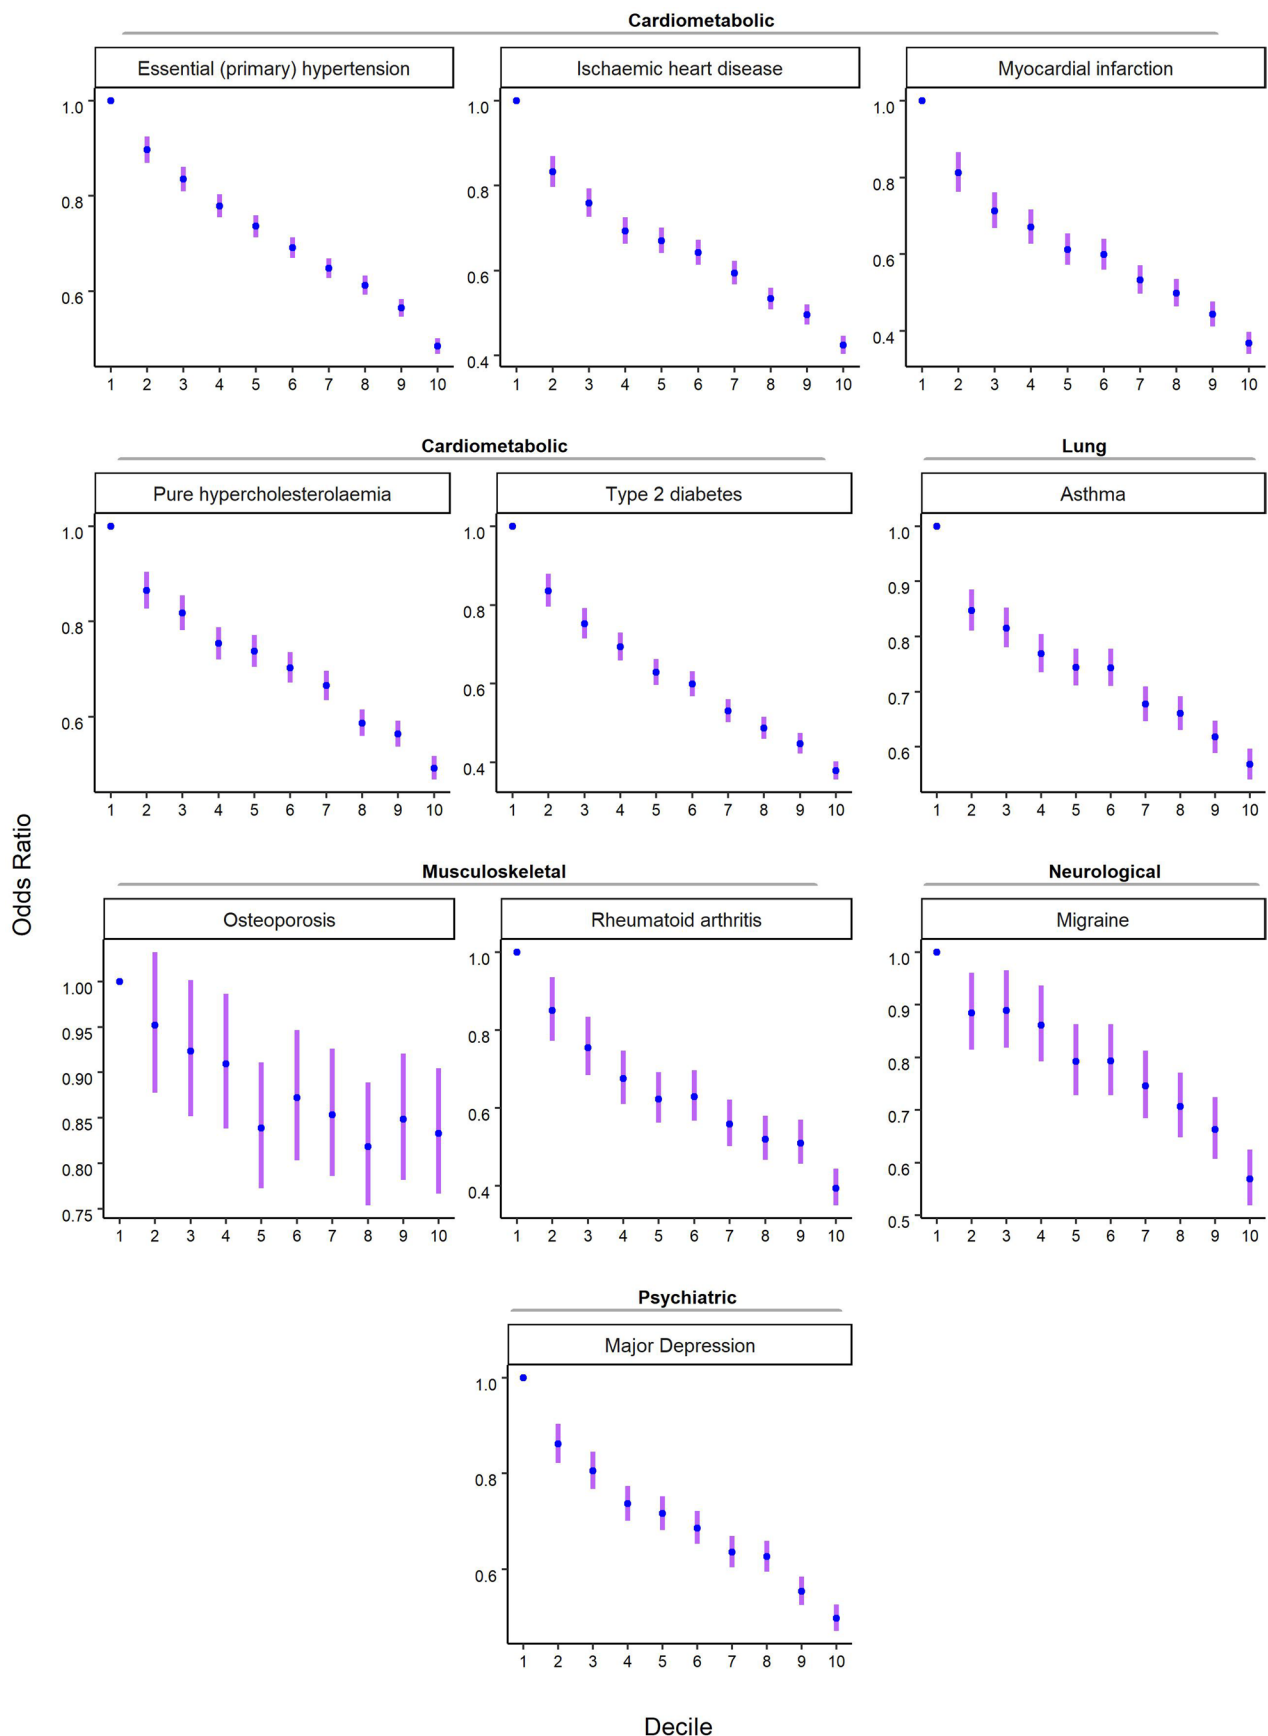 Cardiometabolic
Essential (primary) hypertension
Ischaemic heart disease
Myocardial infarction
1.0
0.8
0.6
1 2 3 4 5 6 7 8 9 10
1.0
0.8
0.6
0.4
1 2 3 4 5 6 7 8 9 10
1.0
0.8
0.6
0.4
1 2 3 4 5 6 7 8 9 10
Cardiometabolic
Lung
Pure hypercholesterolaemia
Type 2 diabetes
Asthma
1.0
0.8
0.6
1 2 3 4 5 6 7 8 9 10
1.0
0.8
0.6
0.4
1 2 3 4 5 6 7 8 9 10
1.0
0.9
0.8
0.7
0.6
1 2 3 4 5 6 7 8 9 10
Odds Ratio
Musculoskeletal
Neurological
Osteoporosis
Rheumatoid arthritis
Migraine
1.00
0.95
0.90
0.85
0.80
0.75
1 2 3 4 5 6 7 8 9 10
1.0
0.8
0.6
0.4
1 2 3 4 5 6 7 8 9 10
1.0
0.9
0.8
0.7
0.6
0.5
1 2 3 4 5 6 7 8 9 10
Psychiatric
Major Depression
1.0
0.8
0.6
1 2 3 4 5 6 7 8 9 10
Decile